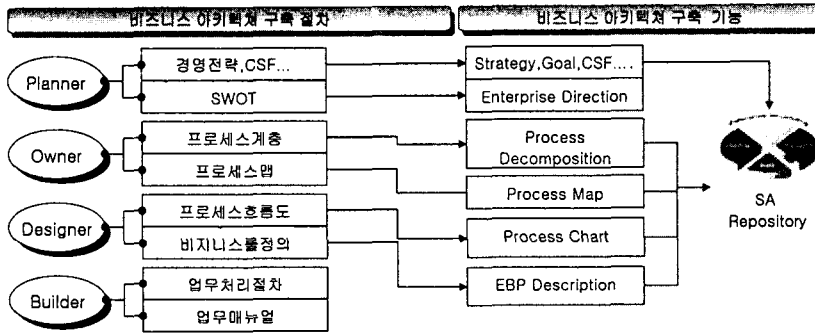 비즈니스 아키텍쳐 구축 절차
비즈니스 아키텍쳐 구축 기능
Planner
경영전략,CSF...
SWOT
Strategy,Goal,CSF....
Enterprise Direction
Owner
프로세스계층
프로세스맵
Process
Decomposition
Process Map
Designer
프로세스흐름도
비지니스룰정의
Process Chart
EBP Description
Builder
업무처리절차
업무매뉴얼
SA
Repository